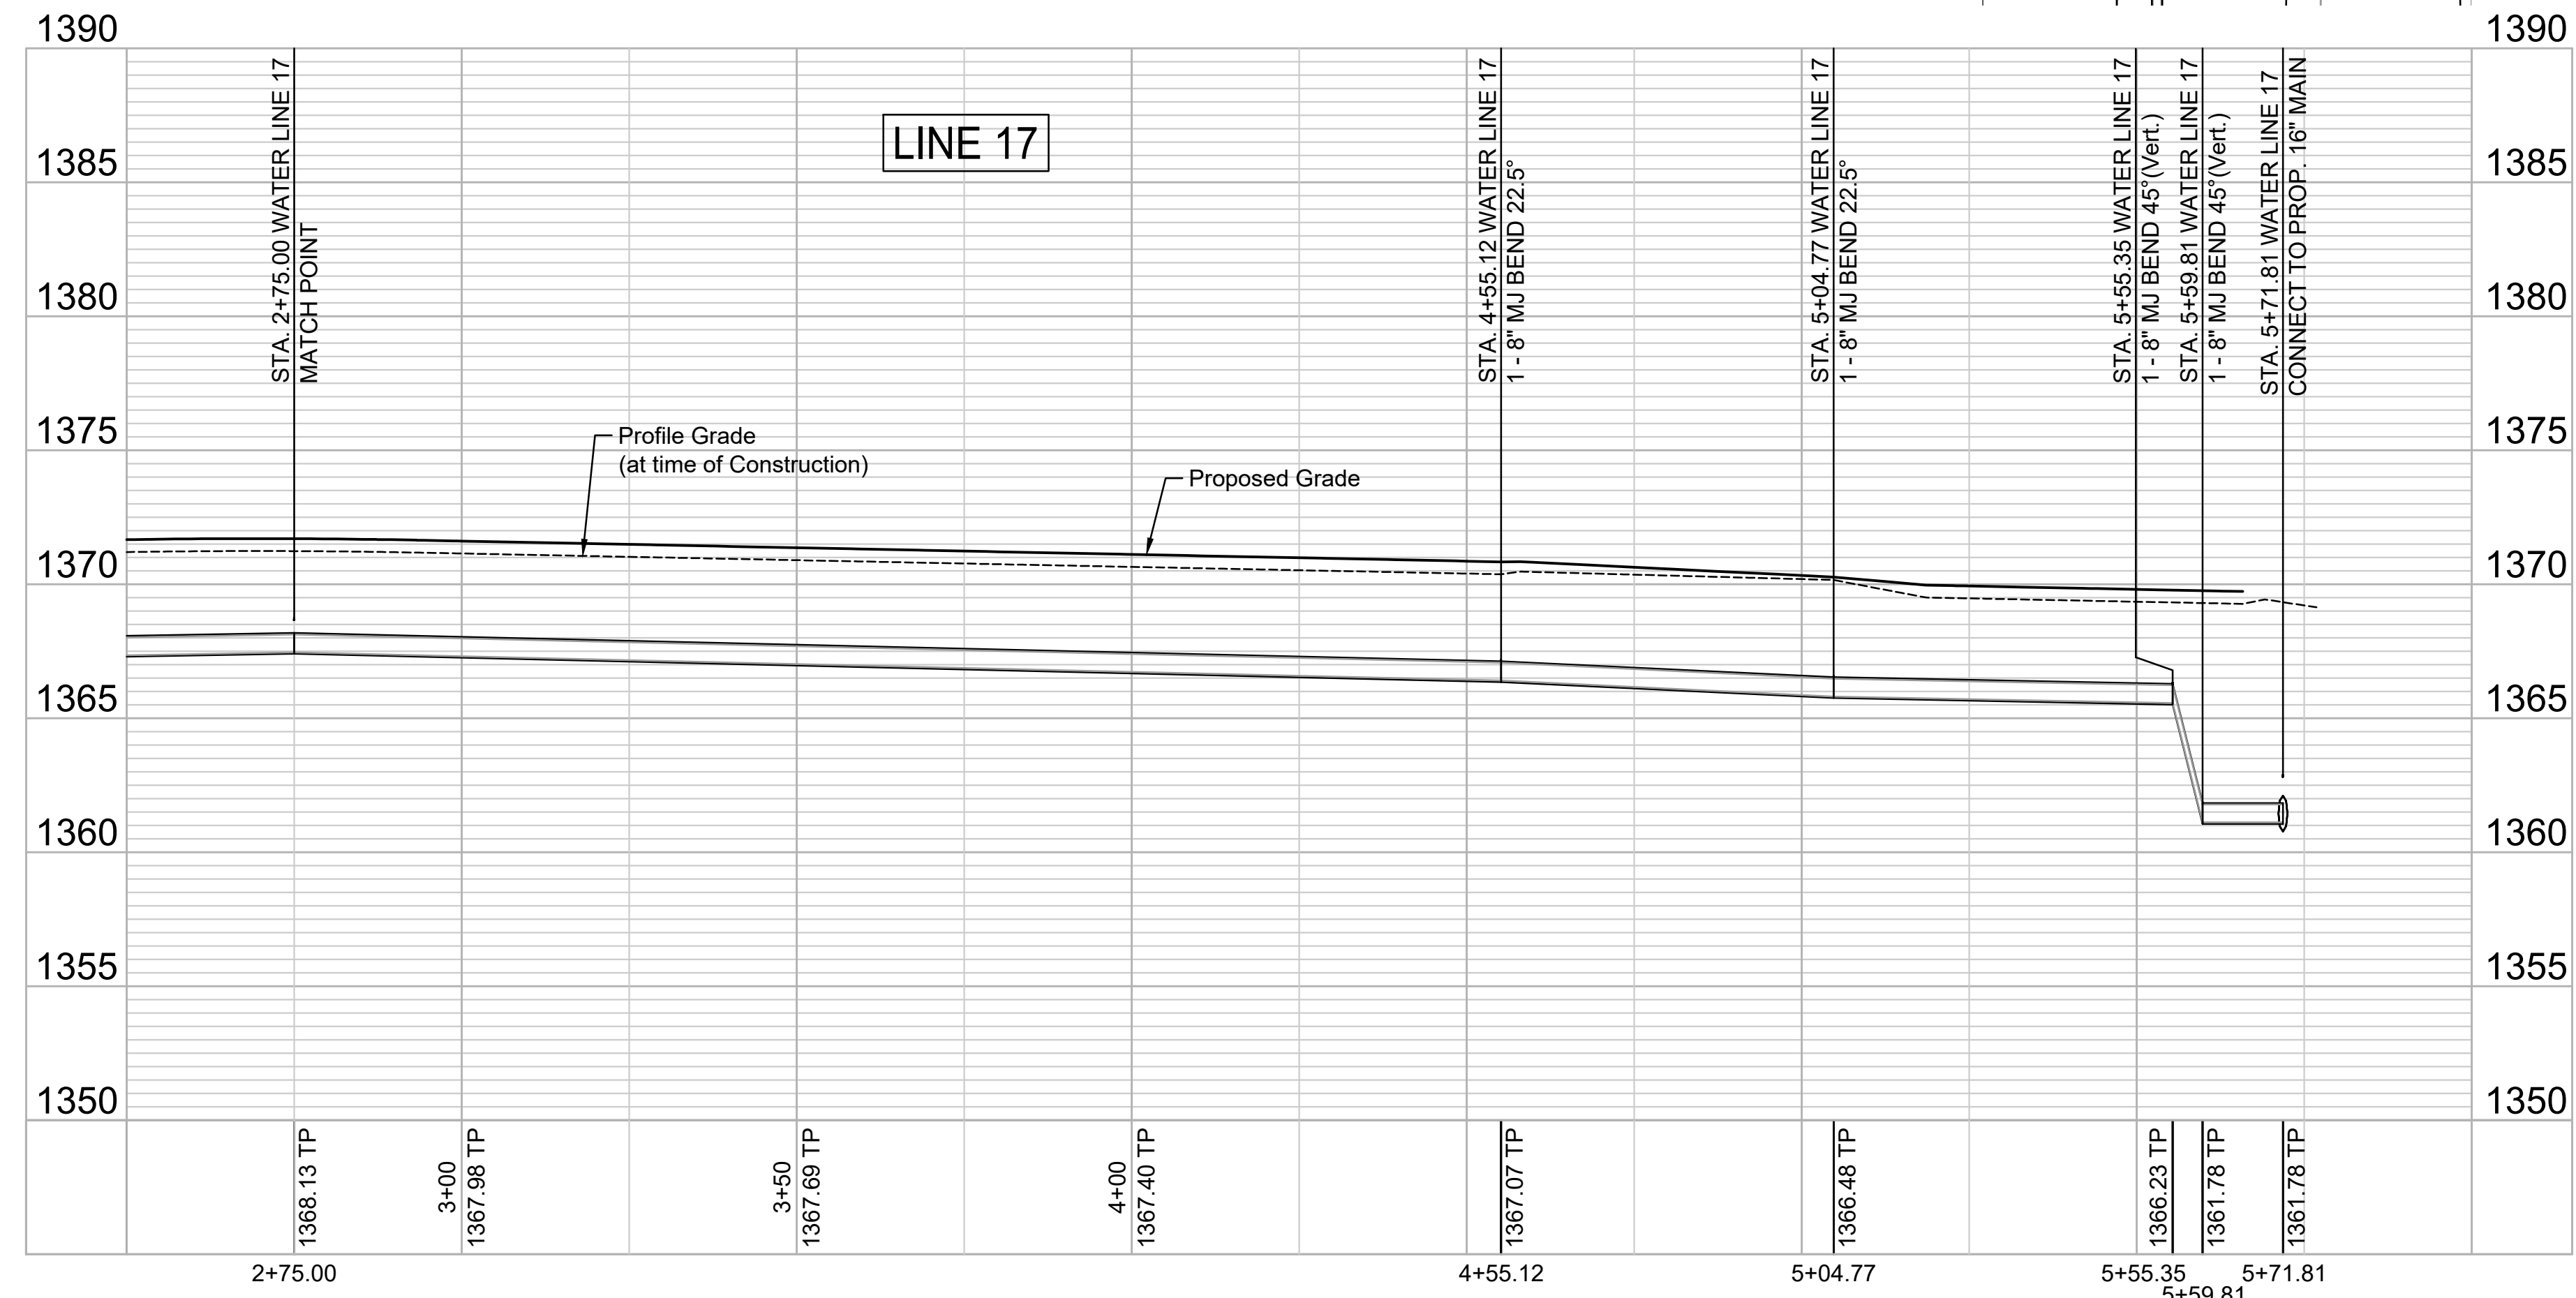 1390
1390
STA. 2+75.00 WATER LINE 17
MATCH POINT
LINE 17
STA. 4+55.12 WATER LINE 17
1 - 8" MJ BEND 22.5°
STA. 5+04.77 WATER LINE 17
1 - 8" MJ BEND 22.5°
STA. 5+55.35 WATER LINE 17
1 - 8" MJ BEND 45°(Vert.)
STA. 5+59.81 WATER LINE 17
1 - 8" MJ BEND 45°(Vert.)
STA. 5+71.81 WATER LINE 17
CONNECT TO PROP. 16" MAIN
1385
1385
1380
1380
1375
1375
Profile Grade
(at time of Construction)
Proposed Grade
1370
1370
1365
1365
1360
1360
1355
1355
1350
1350
1368.13 TP
3+00
1367.98 TP
3+50
1367.69 TP
4+00
1367.40 TP
1367.07 TP
1366.48 TP
1366.23 TP
1361.78 TP
1361.78 TP
2+75.00
4+55.12
5+04.77
5+55.35
5+71.81
5+59.81